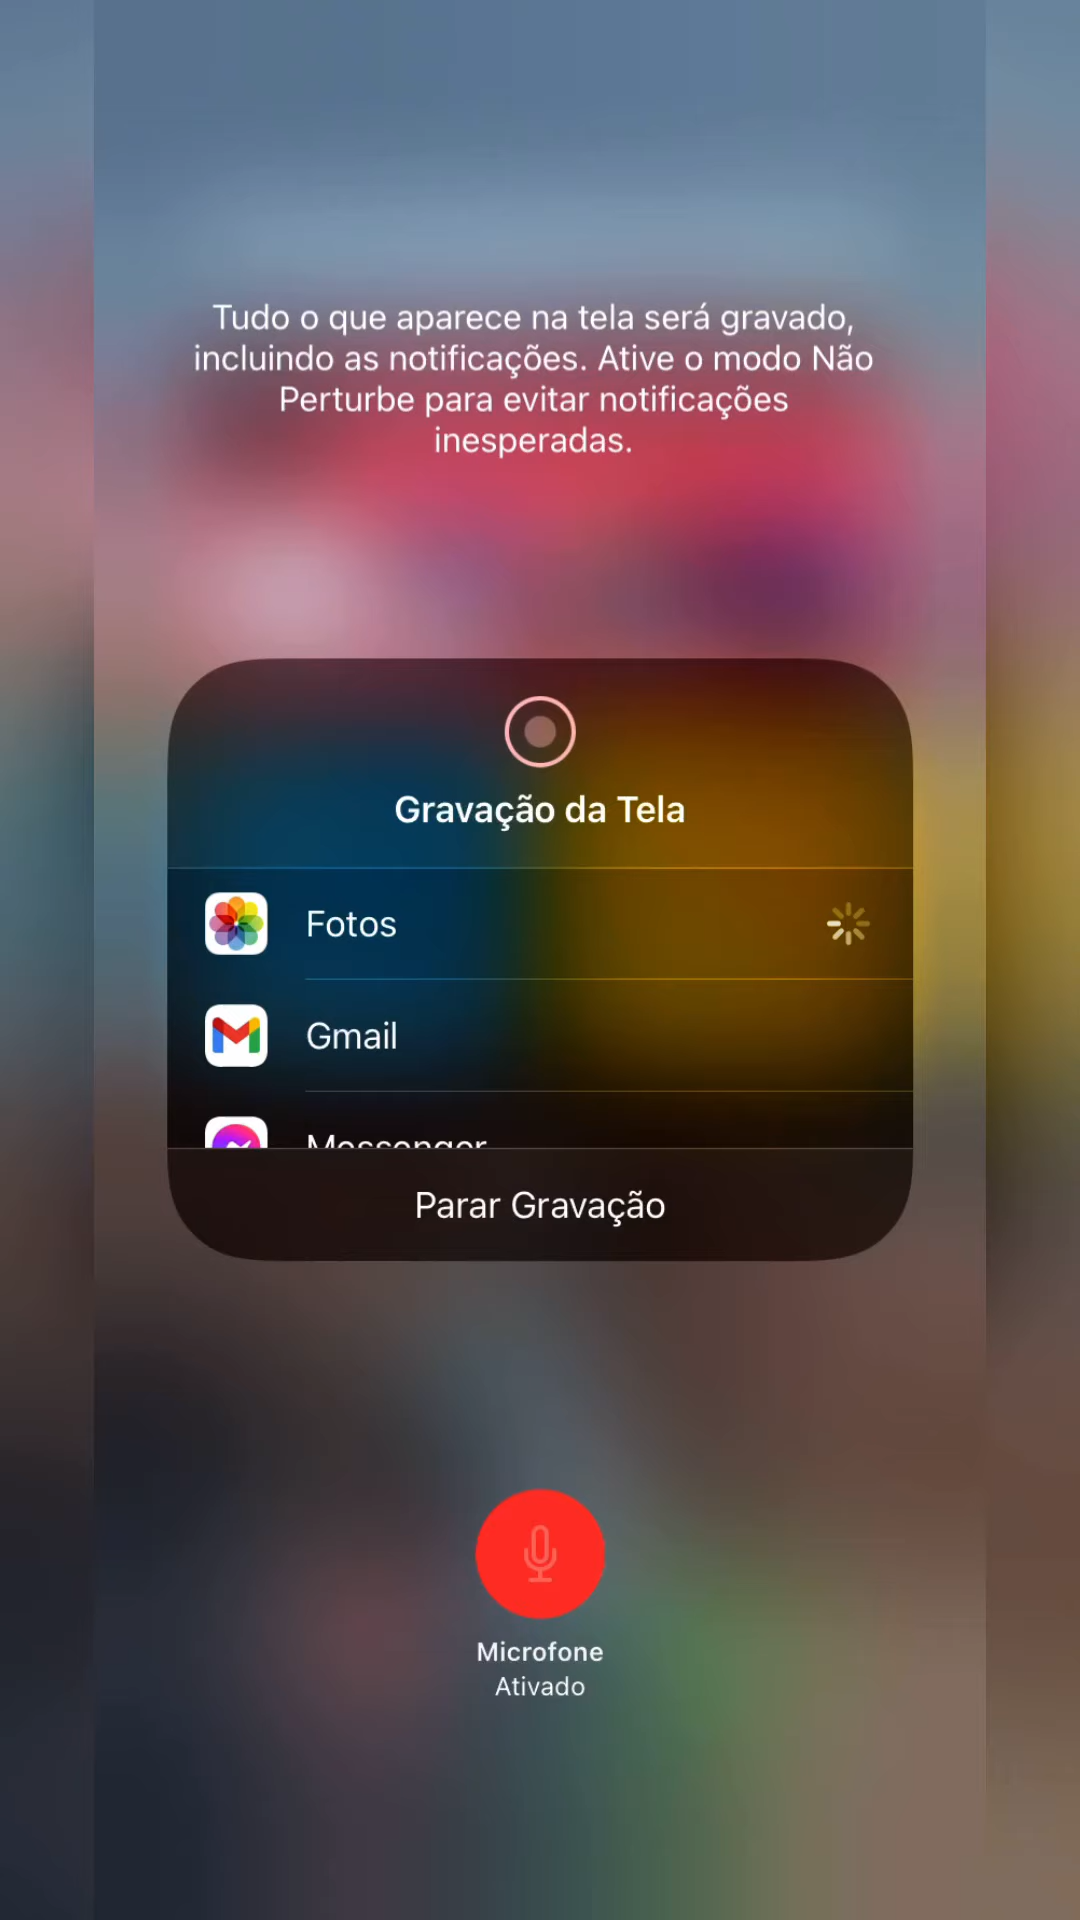 Tudo o que aparece na tela será gravado,
incluindo as notificações. Ative o modo Não
Perturbe para evitar notificações
inesperadas.
Gravação da Tela
Fotos
Gmail
Messenger
Parar Gravação
Microfone
Ativado